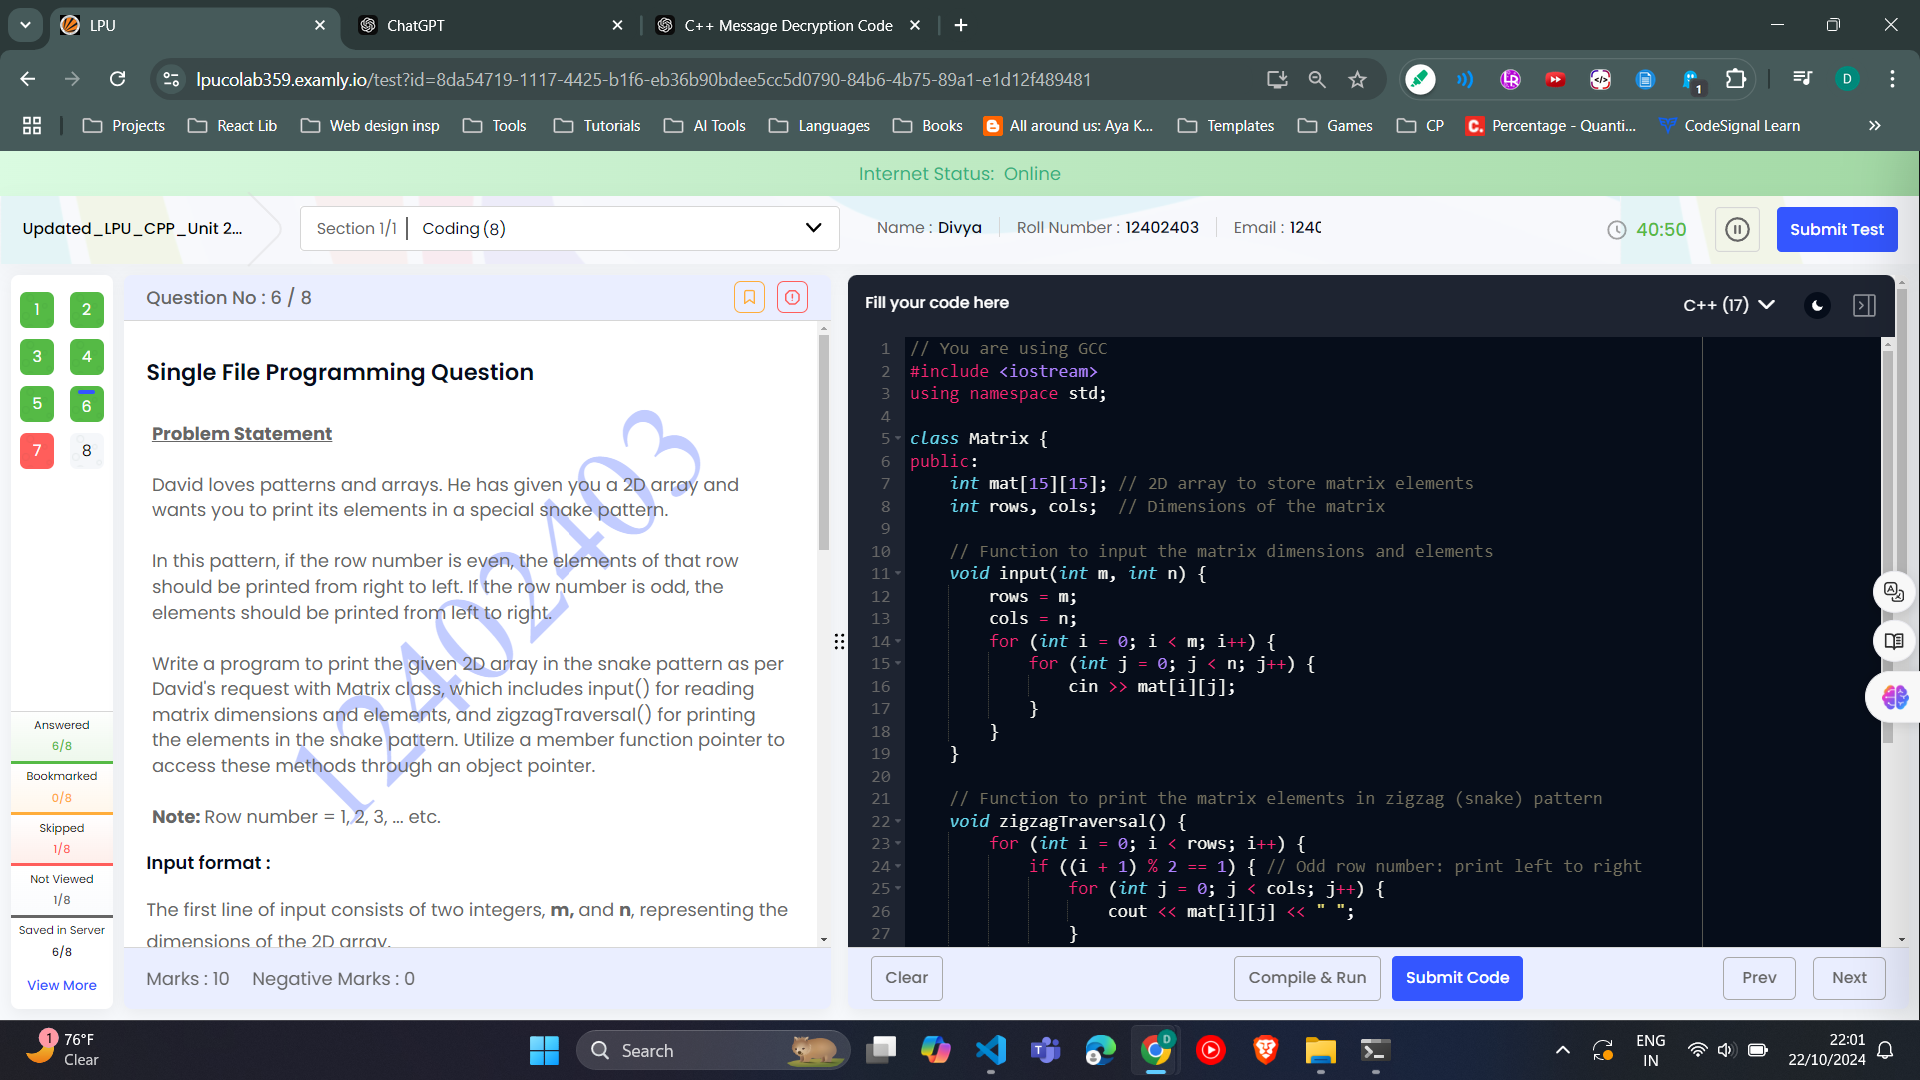 LPU
ChatGPT
C++ Message Decryption Code
lpucolab359.examly.io/test?id=8da54719-1117-4425-b1f6-eb36b90bdee5cc5d0790-84b6-4b75-89a1-e1d12f489481
1
D
Projects
React Lib
Web design insp
Tools
Tutorials
AI Tools
Languages
Books
All around us: Aya K...
Templates
Games
CP
Percentage - Quanti...
CodeSignal Learn
Internet Status: Online
Updated_LPU_CPP_Unit 2...
Section 1/1 | Coding (8)
Name : Divya
Roll Number : 12402403
Email : 1240
40:50
Submit Test
1 2
3 4
5 6
7 8
Answered
6/8
Bookmarked
0/8
Skipped
1/8
Not Viewed
1/8
Saved in Server
6/8
View More
Question No : 6 / 8
Single File Programming Question
Problem Statement
David loves patterns and arrays. He has given you a 2D array and
wants you to print its elements in a special snake pattern.
In this pattern, if the row number is even, the elements of that row
should be printed from right to left. If the row number is odd, the
elements should be printed from left to right.
Write a program to print the given 2D array in the snake pattern as per
David's request with Matrix class, which includes input() for reading
matrix dimensions and elements, and zigzagTraversal() for printing
the elements in the snake pattern. Utilize a member function pointer to
access these methods through an object pointer.
Note: Row number = 1, 2, 3, ... etc.
Input format :
The first line of input consists of two integers, m, and n, representing the
dimensions of the 2D array.
12402403
Marks : 10 Negative Marks : 0
Fill your code here
C++ (17)
1 // You are using GCC
2 #include <iostream>
3 using namespace std;
4
5 class Matrix {
6 public:
7 int mat[15][15]; // 2D array to store matrix elements
8 int rows, cols; // Dimensions of the matrix
9
10 // Function to input the matrix dimensions and elements
11 void input(int m, int n) {
12 rows = m;
13 cols = n;
14 for (int i = 0; i < m; i++) {
15 for (int j = 0; j < n; j++) {
16 cin >> mat[i][j];
17 }
18 }
19 }
20
21 // Function to print the matrix elements in zigzag (snake) pattern
22 void zigzagTraversal() {
23 for (int i = 0; i < rows; i++) {
24 if ((i + 1) % 2 == 1) { // Odd row number: print left to right
25 for (int j = 0; j < cols; j++) {
26 cout << mat[i][j] << " ";
27 }
Clear
Compile & Run
Submit Code
Prev
Next
1
76°F
Clear
Search
D
ENG
IN
22:01
22/10/2024